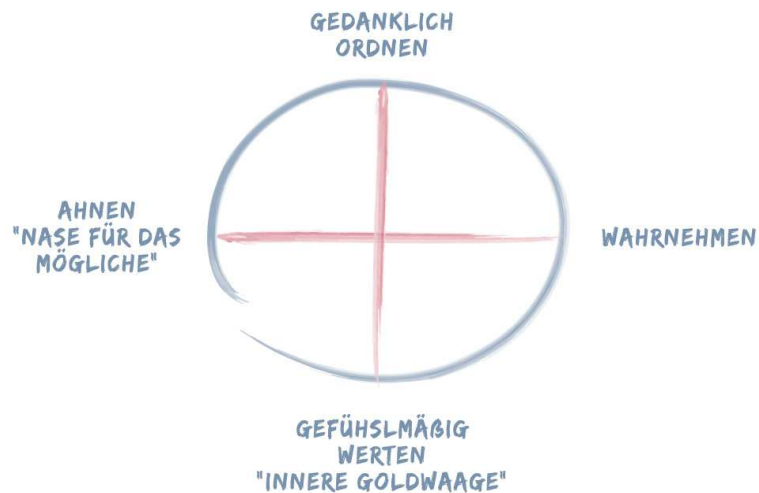 GEDANKLICH
ORDNEN
AHNEN
"NASE FÜR DAS
MÖGLICHE"
WAHRNEHMEN
GEFÜHSLMÄßIG
WERTEN
"INNERE GOLDWAAGE"